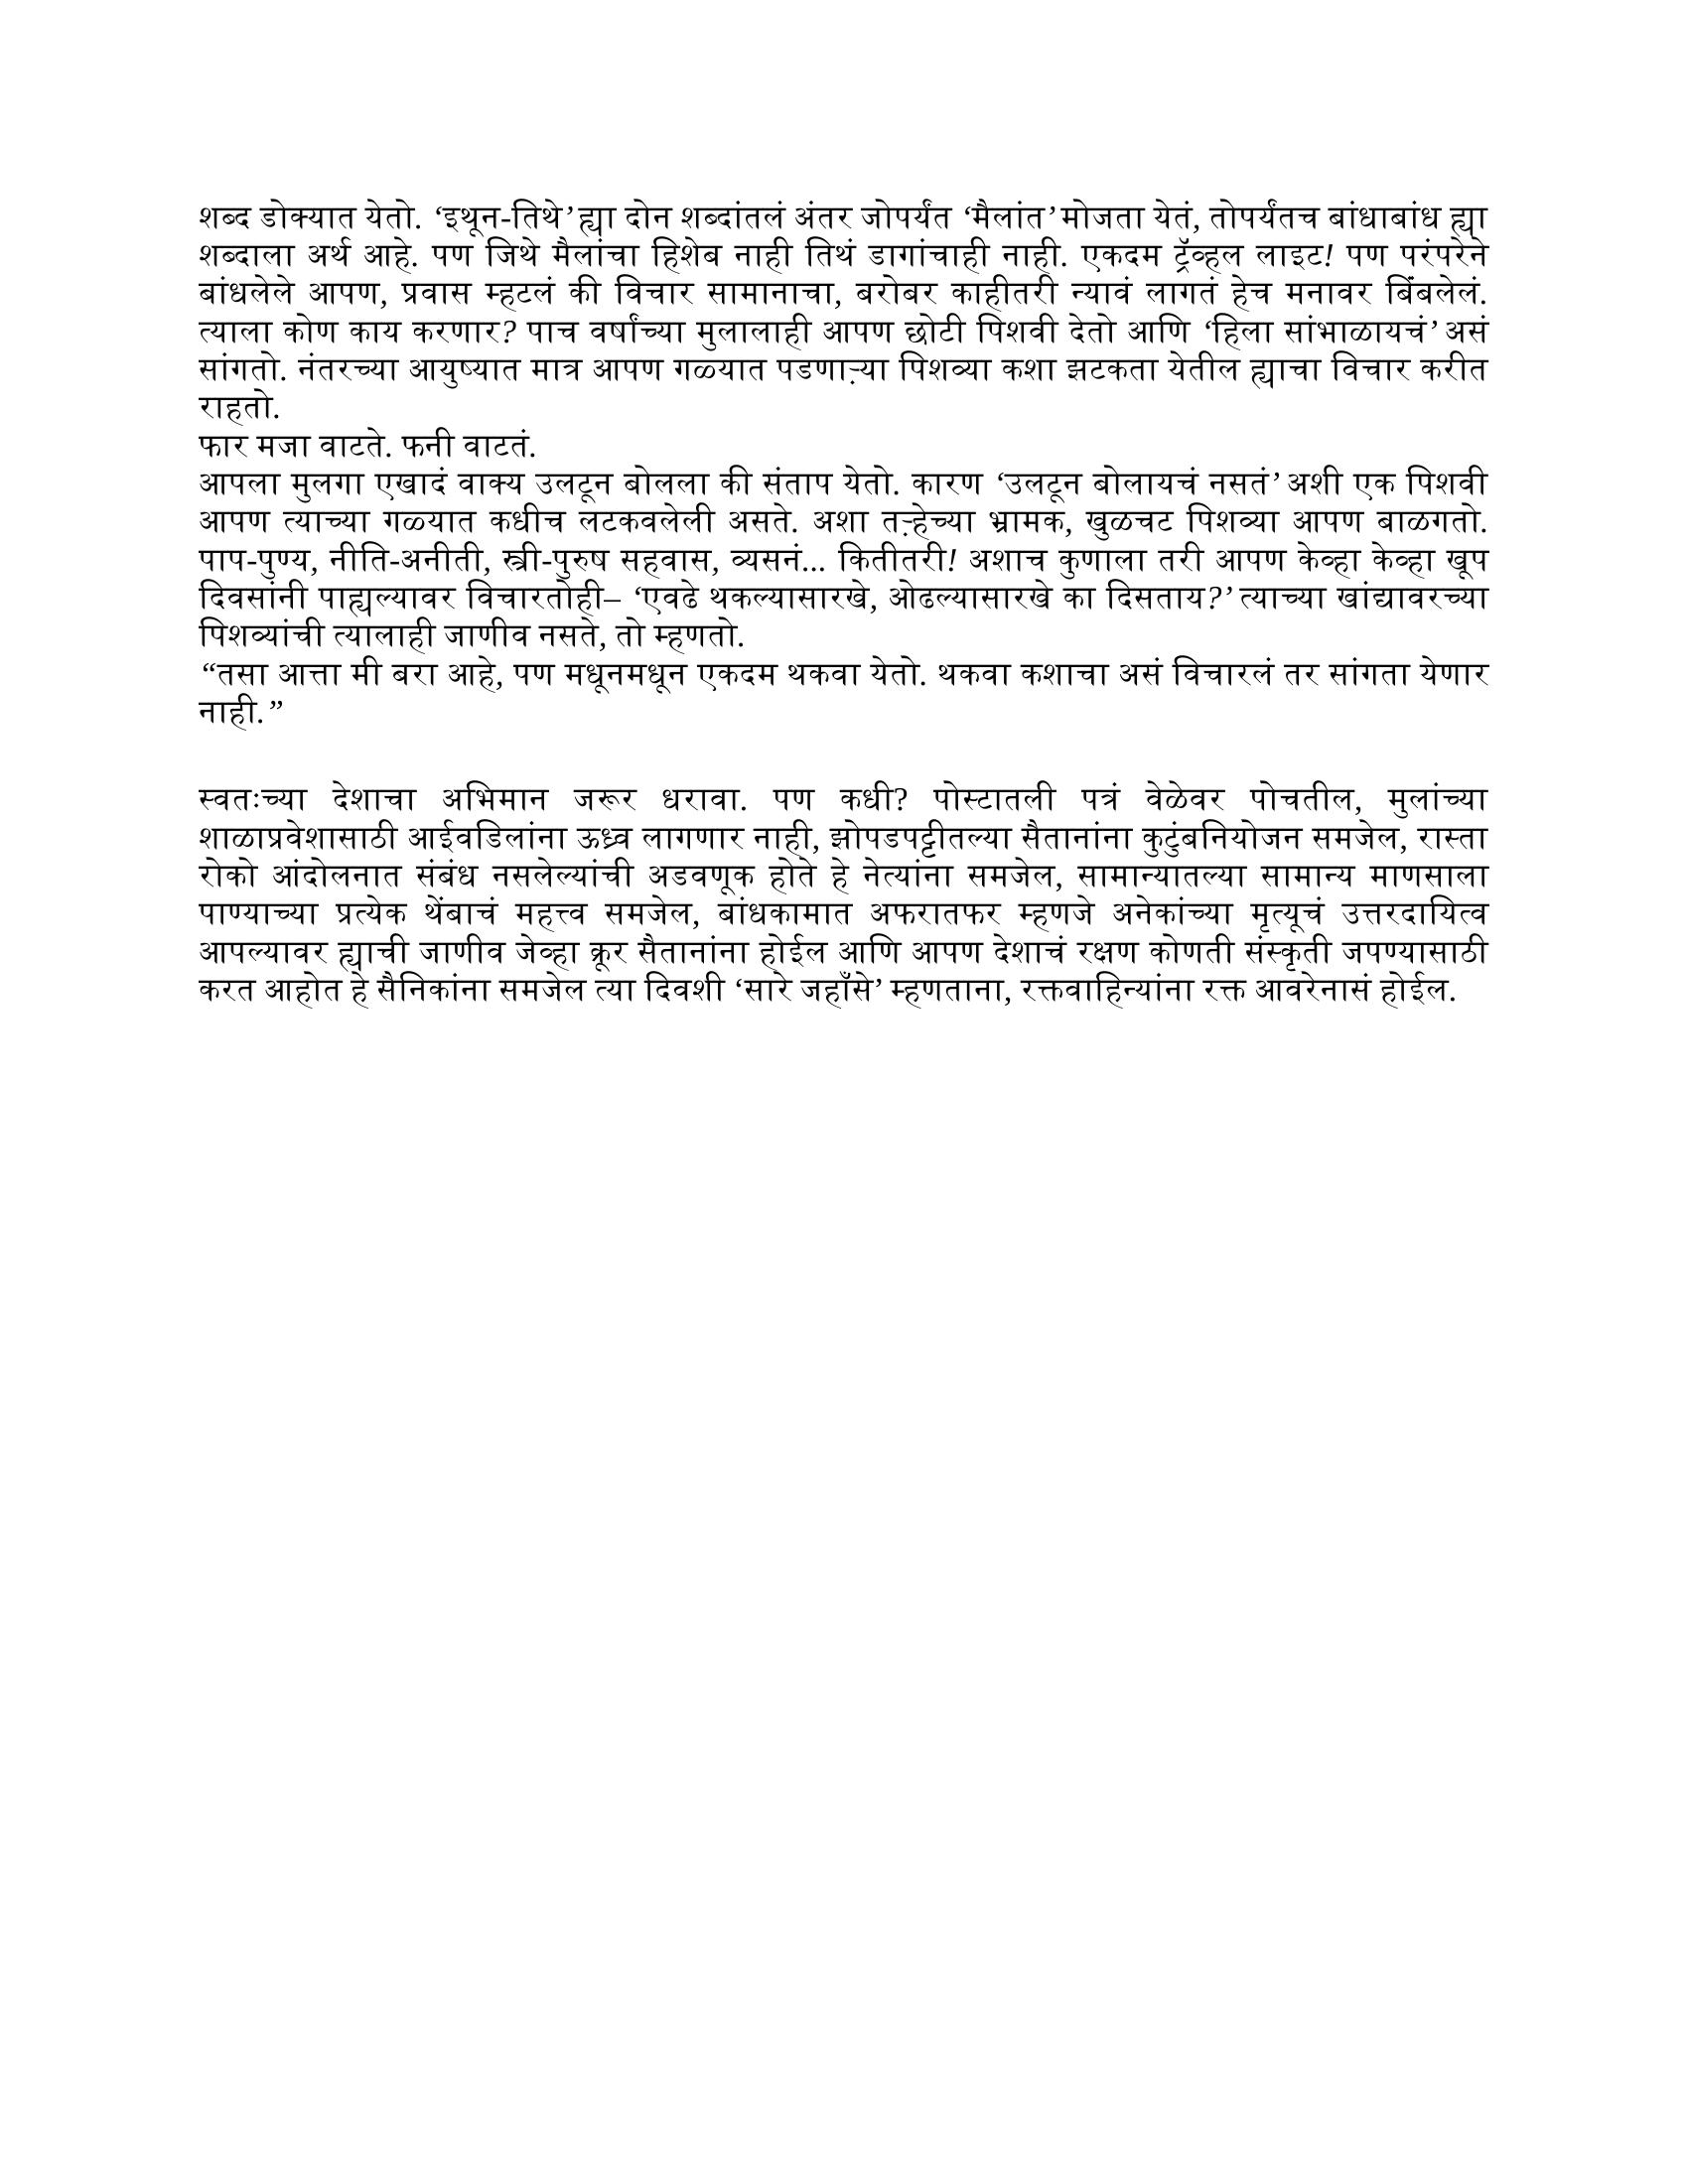 शब्द डोक्यात येतो. ‘इथून-तिथे’ ह्या दोन शब्दांतलं अंतर जोपर्यंत ‘मैलांत’ मोजता येतं, तोपर्यंतच बांधाबांध ह्या
शब्दाला अर्थ आहे. पण जिथे मैलांचा हिशेब नाही तिथं डागांचाही नाही. एकदम ट्रॅव्हल लाइट! पण परंपरेने
बांधलेले आपण, प्रवास म्हटलं की विचार सामानाचा, बरोबर काहीतरी न्यावं लागतं हेच मनावर बिंबलेलं.
त्याला कोण काय करणार? पाच वर्षांच्या मुलालाही आपण छोटी पिशवी देतो आणि ‘हिला सांभाळायचं’ असं
सांगतो. नंतरच्या आयुष्यात मात्र आपण गळ्यात पडणाऱ्या पिशव्या कशा झटकता येतील ह्याचा विचार करीत
राहतो.
फार मजा वाटते. फनी वाटतं.
आपला मुलगा एखादं वाक्य उलटून बोलला की संताप येतो. कारण ‘उलटून बोलायचं नसतं’ अशी एक पिशवी
आपण त्याच्या गळ्यात कधीच लटकवलेली असते. अशा तऱ्हेच्या भ्रामक, खुळचट पिशव्या आपण बाळगतो.
पाप-पुण्य, नीति-अनीती, स्त्री-पुरुष सहवास, व्यसनं... कितीतरी! अशाच कुणाला तरी आपण केव्हा केव्हा खूप
दिवसांनी पाह्यल्यावर विचारतोही– ‘एवढे थकल्यासारखे, ओढल्यासारखे का दिसताय?’ त्याच्या खांद्यावरच्या
पिशव्यांची त्यालाही जाणीव नसते, तो म्हणतो.
“तसा आत्ता मी बरा आहे, पण मधूनमधून एकदम थकवा येतो. थकवा कशाचा असं विचारलं तर सांगता येणार
नाही.”
स्वतःच्या देशाचा अभिमान जरूर धरावा. पण कधी? पोस्टातली पत्रं वेळेवर पोचतील, मुलांच्या
शाळाप्रवेशासाठी आईवडिलांना ऊध्र्व लागणार नाही, झोपडपट्टीतल्या सैतानांना कुटुंबनियोजन समजेल, रास्ता
रोको आंदोलनात संबंध नसलेल्यांची अडवणूक होते हे नेत्यांना समजेल, सामान्यातल्या सामान्य माणसाला
पाण्याच्या प्रत्येक थेंबाचं महत्त्व समजेल, बांधकामात अफरातफर म्हणजे अनेकांच्या मृत्यूचं उत्तरदायित्व
आपल्यावर ह्याची जाणीव जेव्हा क्रूर सैतानांना होईल आणि आपण देशाचं रक्षण कोणती संस्कृती जपण्यासाठी
करत आहोत हे सैनिकांना समजेल त्या दिवशी ‘सारे जहाँसे’ म्हणताना, रक्तवाहिन्यांना रक्त आवरेनासं होईल.